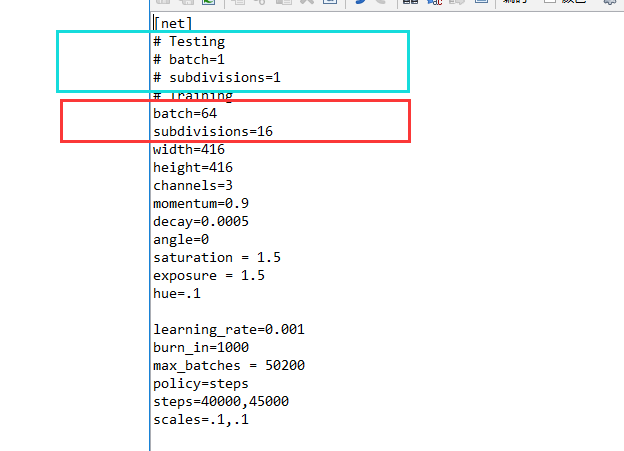 [net]
# Testing
# batch=1
# subdivisions=1
# Training
batch=64
subdivisions=16
width=416
height=416
channels=3
momentum=0.9
decay=0.0005
angle=0
saturation = 1.5
exposure = 1.5
hue=.1
learning_rate=0.001
burn_in=1000
max_batches = 50200
policy=steps
steps=40000,45000
scales=.1,.1